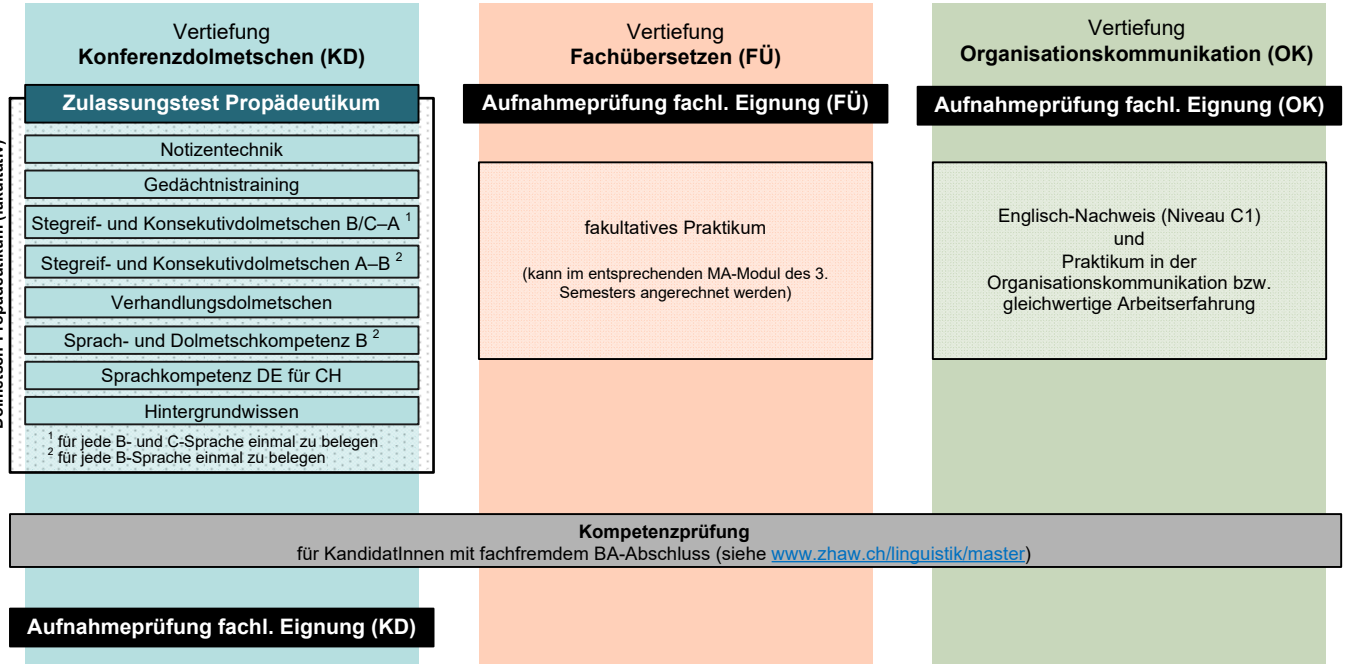 Vertiefung
Konferenzdolmetschen (KD)
Zulassungstest Propädeutikum
Notizentechnik
Gedächtnistraining
Stegreif- und Konsekutivdolmetschen B/C–A 1
Stegreif- und Konsekutivdolmetschen A–B 2
Verhandlungsdolmetschen
Sprach- und Dolmetschkompetenz B 2
Sprachkompetenz DE für CH
Hintergrundwissen
1 für jede B- und C-Sprache einmal zu belegen
2 für jede B-Sprache einmal zu belegen
Vertiefung
Fachübersetzen (FÜ)
Aufnahmeprüfung fachl. Eignung (FÜ)
fakultatives Praktikum
(kann im entsprechenden MA-Modul des 3.
Semesters angerechnet werden)
Vertiefung
Organisationskommunikation (OK)
Aufnahmeprüfung fachl. Eignung (OK)
Englisch-Nachweis (Niveau C1)
und
Praktikum in der
Organisationskommunikation bzw.
gleichwertige Arbeitserfahrung
Kompetenzprüfung
für KandidatInnen mit fachfremdem BA-Abschluss (siehe www.zhaw.ch/linguistik/master)
Aufnahmeprüfung fachl. Eignung (KD)